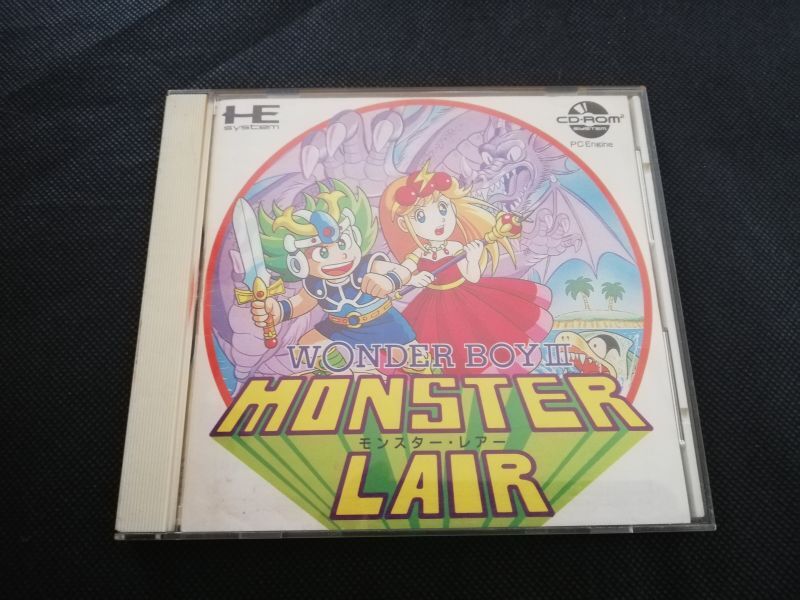 HE
system
CD-ROM²
SYSTEM
PC Engine
WONDER BOY III
MONSTER
モンスター・レアー
LAIR